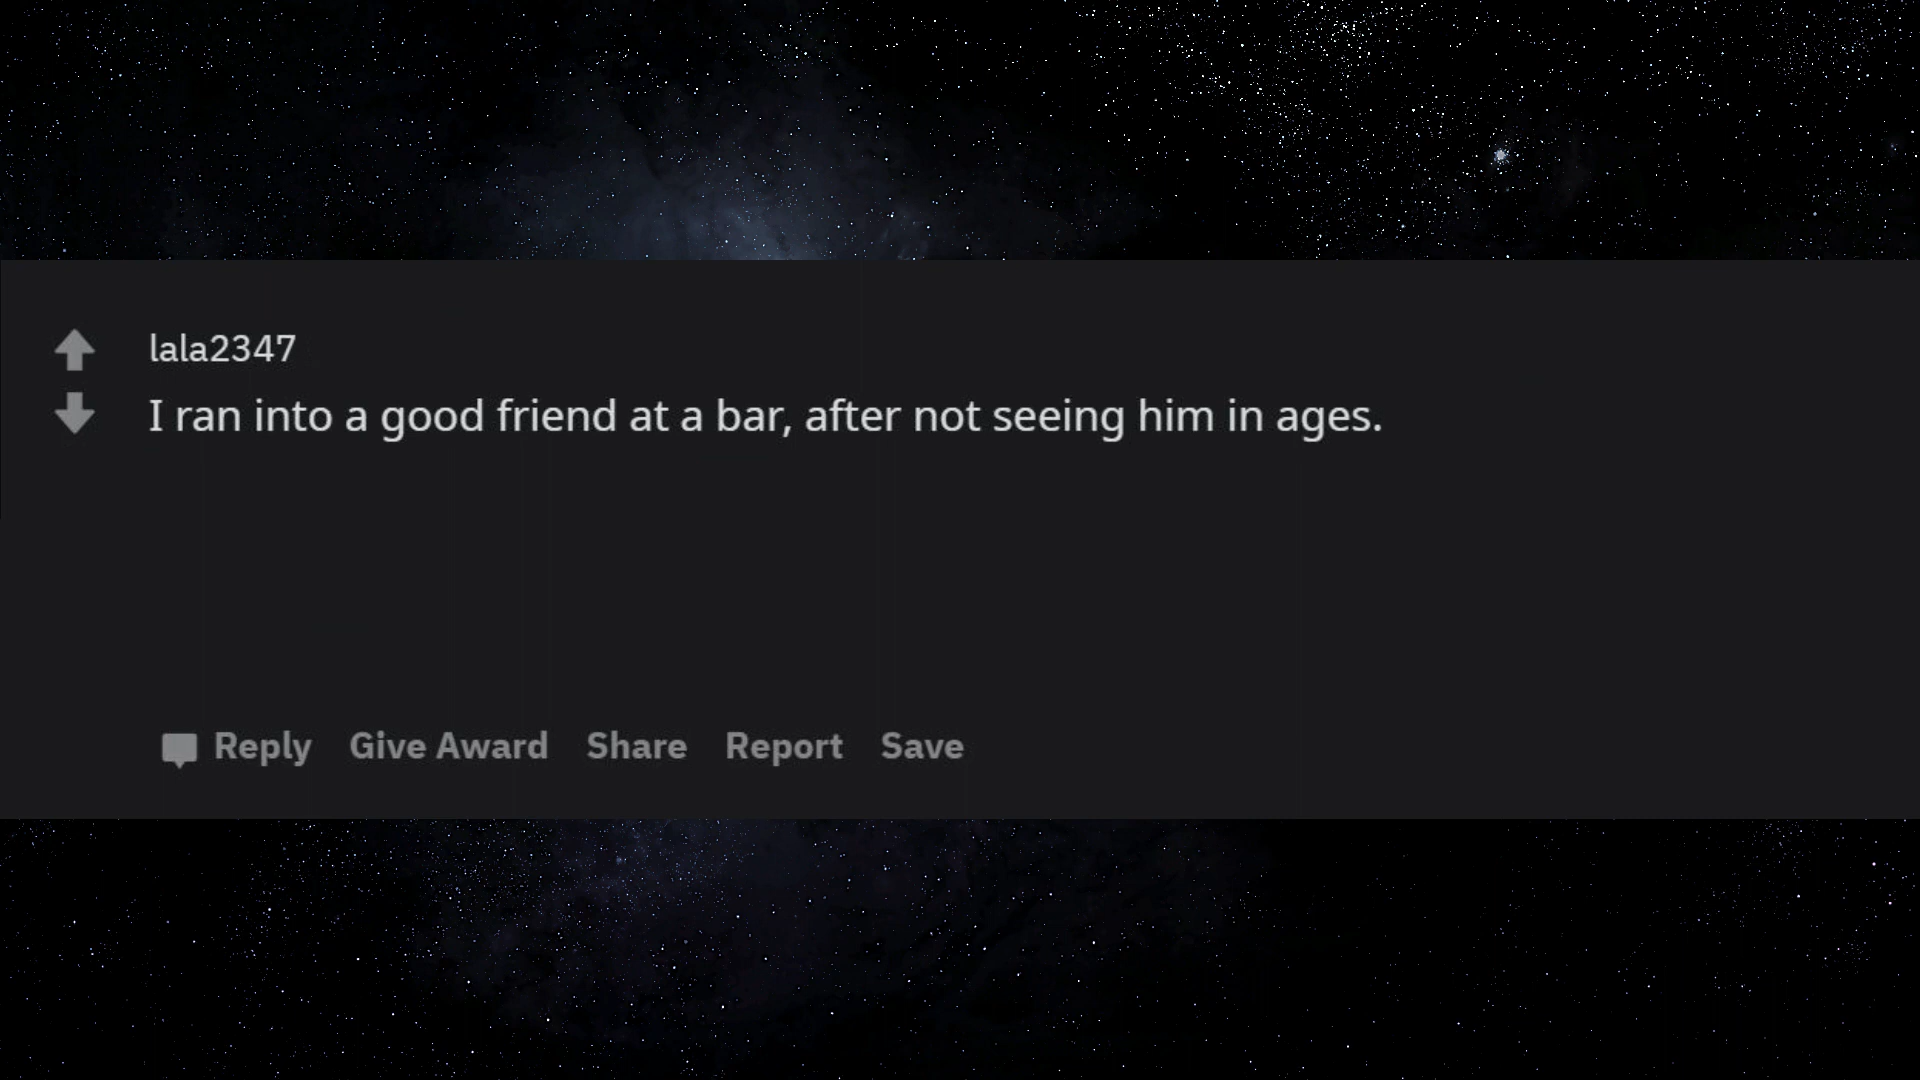 lala2347
I ran into a good friend at a bar, after not seeing him in ages.
Reply Give Award Share Report Save